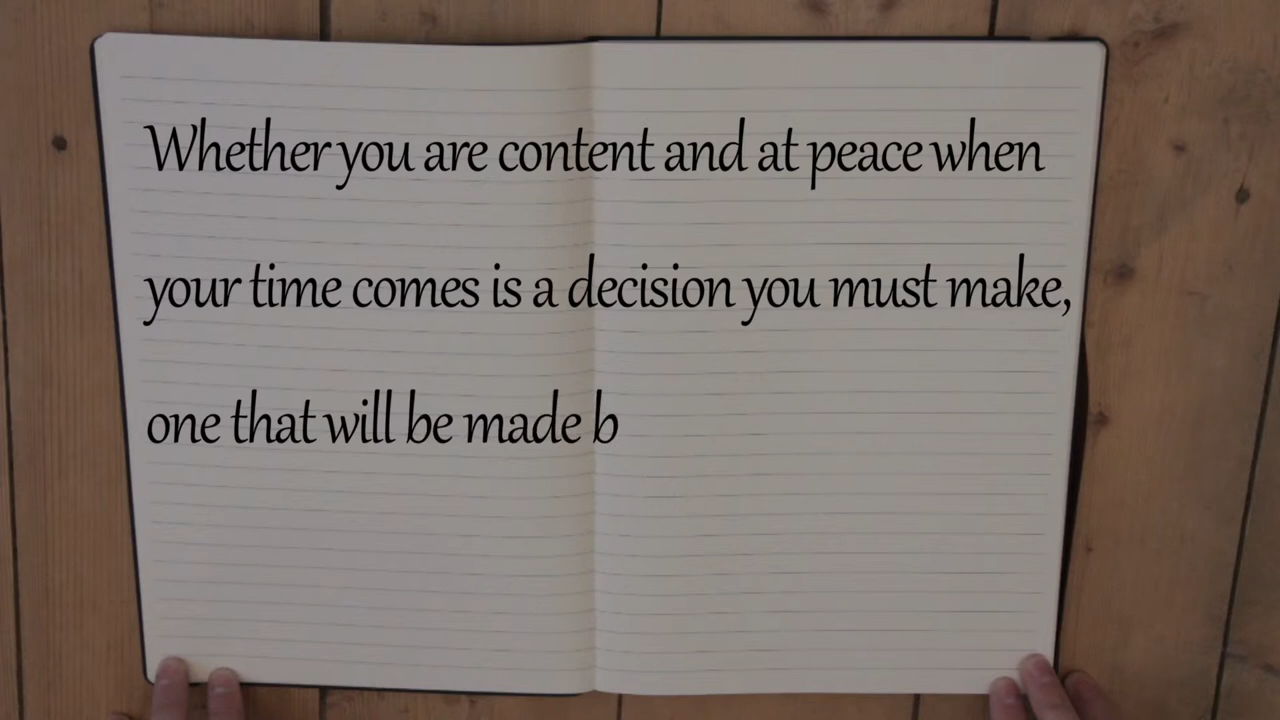 Whether you are content and at peace when
your time comes is a decision you must make,
one that will be made b